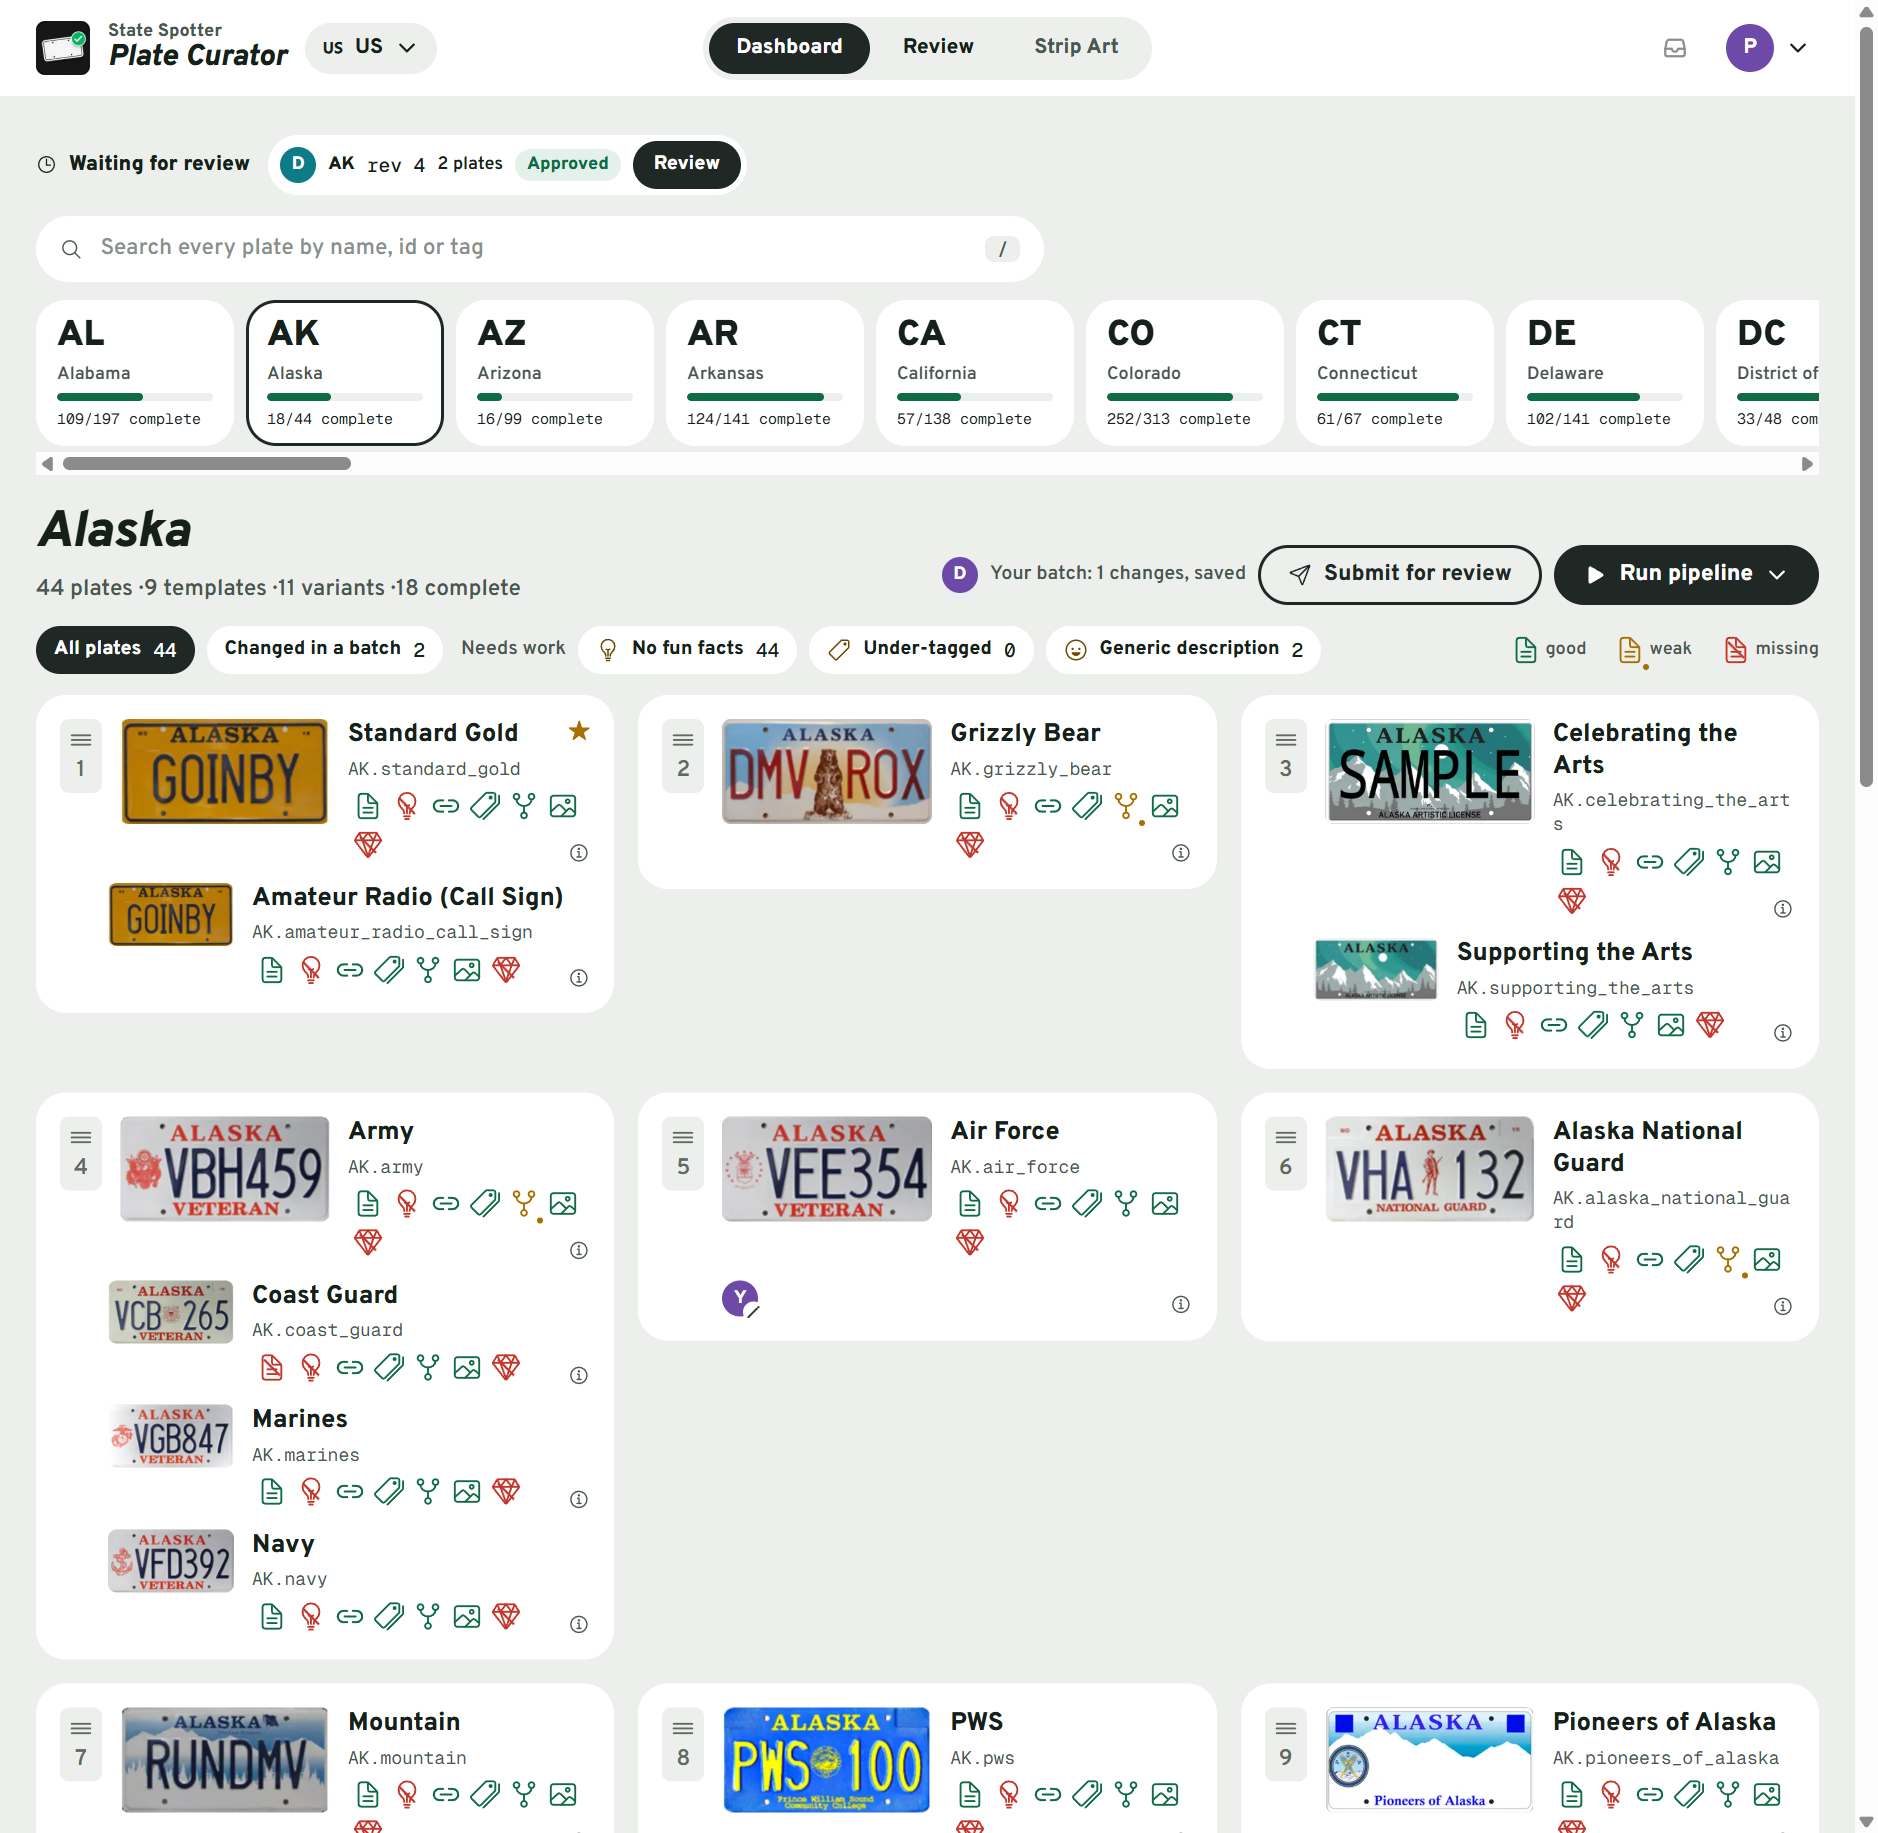 State Spotter
Plate Curator
US US
Dashboard
Review
Strip Art
P
Waiting for review
D AK rev 4 2 plates Approved Review
Search every plate by name, id or tag /
AL
Alabama
109/197 complete
AK
Alaska
18/44 complete
AZ
Arizona
16/99 complete
AR
Arkansas
124/141 complete
CA
California
57/138 complete
CO
Colorado
252/313 complete
CT
Connecticut
61/67 complete
DE
Delaware
102/141 complete
DC
District of
33/48 com
Alaska
44 plates ·9 templates ·11 variants ·18 complete
D Your batch: 1 changes, saved
Submit for review
Run pipeline
All plates 44
Changed in a batch 2
Needs work
No fun facts 44
Under-tagged 0
Generic description 2
good
weak
missing
1
ALASKA
GOINBY
Standard Gold
AK.standard_gold
ALASKA
GOINBY
Amateur Radio (Call Sign)
AK.amateur_radio_call_sign
2
ALASKA
DMV ROX
Grizzly Bear
AK.grizzly_bear
3
ALASKA
SAMPLE
ALASKA ARTISTIC LICENSE
Celebrating the
Arts
AK.celebrating_the_art
s
ALASKA
ALASKA ARTISTIC LICENSE
Supporting the Arts
AK.supporting_the_arts
4
ALASKA
VBH459
VETERAN
Army
AK.army
ALASKA
VCB 265
VETERAN
Coast Guard
AK.coast_guard
ALASKA
VGB847
VETERAN
Marines
AK.marines
ALASKA
VFD392
VETERAN
Navy
AK.navy
5
ALASKA
VEE354
VETERAN
Air Force
AK.air_force
Y
6
ALASKA
VHA 132
NATIONAL GUARD
Alaska National
Guard
AK.alaska_national_gua
rd
7
ALASKA
RUNDMV
Mountain
AK.mountain
8
ALASKA
PWS 100
Prince William Sound
Community College
PWS
AK.pws
9
ALASKA
Pioneers of Alaska
Pioneers of Alaska
AK.pioneers_of_alaska